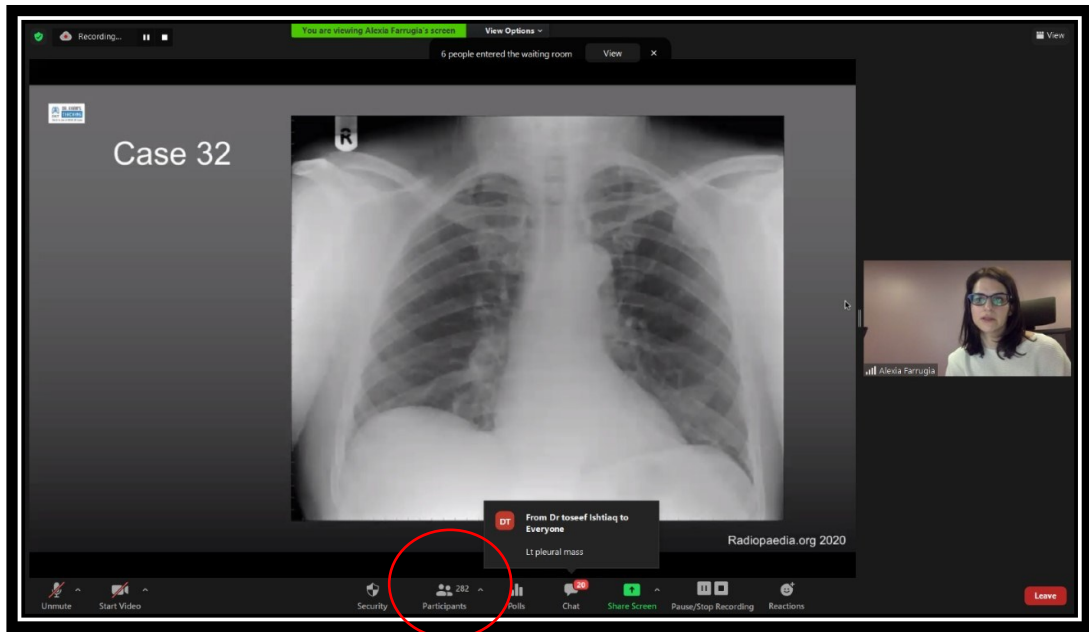 Recording...
You are viewing Alexia Farrugia's screen
View Options
View
6 people entered the waiting room
View
Case 32
R
Alexia Farrugia
DT
From Dr toseef Ishtiaq to
Everyone
Lt pleural mass
Radiopaedia.org 2020
282
20
Unmute
Start Video
Security
Participants
Polls
Chat
Share Screen
Pause/Stop Recording
Reactions
Leave